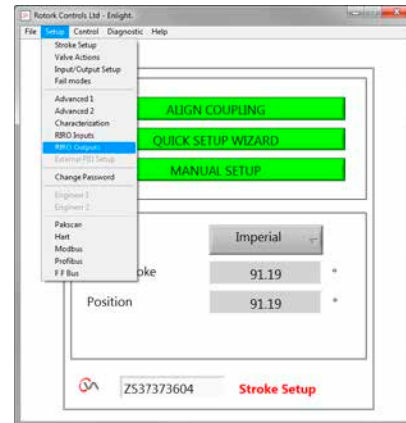 Rotork Controls Ltd - Enlight.
File Setup Control Diagnostic Help
Stroke Setup
Valve Actions
Input/Output Setup
Fail modes
Advanced 1
Advanced 2
Characterization
RIRO Inputs
RIRO Outputs
External PID Setup
Change Password
Engineer 1
Engineer 2
Pakscan
Hart
Modbus
Profibus
F F Bus
ALIGN COUPLING
QUICK SETUP WIZARD
MANUAL SETUP
Imperial
oke 91.19 °
Position 91.19 °
ZS37373604 Stroke Setup